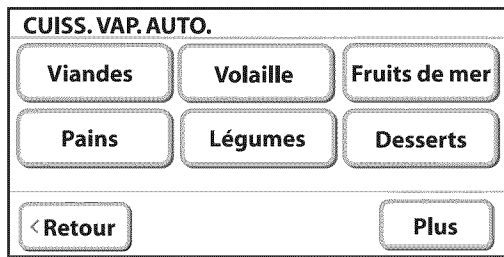 CUISS. VAP. AUTO.
Viandes Volaille Fruits de mer
Pains Légumes Desserts
<Retour Plus